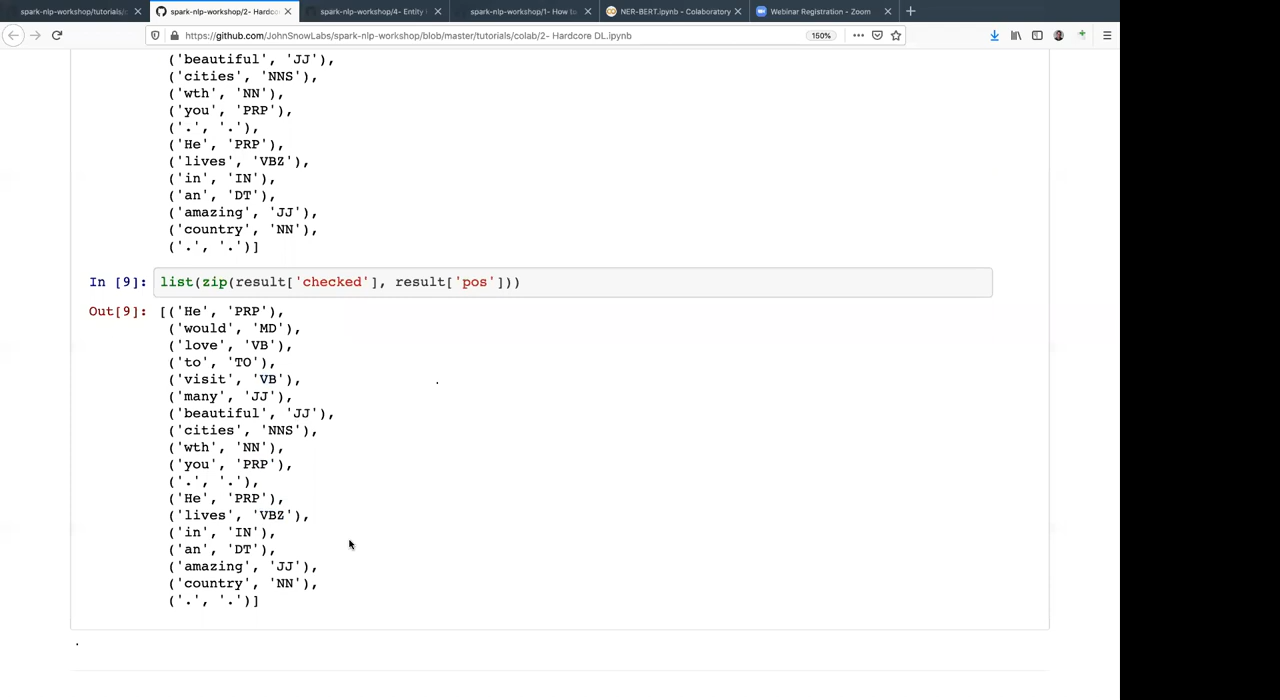 spark-nlp-workshop/tutorials/s
spark-nlp-workshop/2- Hardco
spark-nlp-workshop/4- Entity
spark-nlp-workshop/1- How to
NER-BERT.ipynb - Colaboratory
Webinar Registration - Zoom
https://github.com/JohnSnowLabs/spark-nlp-workshop/blob/master/tutorials/colab/2- Hardcore DL.ipynb
150%
('beautiful', 'JJ'),
('cities', 'NNS'),
('wth', 'NN'),
('you', 'PRP'),
('.', '.'),
('He', 'PRP'),
('lives', 'VBZ'),
('in', 'IN'),
('an', 'DT'),
('amazing', 'JJ'),
('country', 'NN'),
('.', '.')]
In [9]: list(zip(result['checked'], result['pos']))
Out[9]: [('He', 'PRP'),
('would', 'MD'),
('love', 'VB'),
('to', 'TO'),
('visit', 'VB'),
('many', 'JJ'),
('beautiful', 'JJ'),
('cities', 'NNS'),
('wth', 'NN'),
('you', 'PRP'),
('.', '.'),
('He', 'PRP'),
('lives', 'VBZ'),
('in', 'IN'),
('an', 'DT'),
('amazing', 'JJ'),
('country', 'NN'),
('.', '.')]